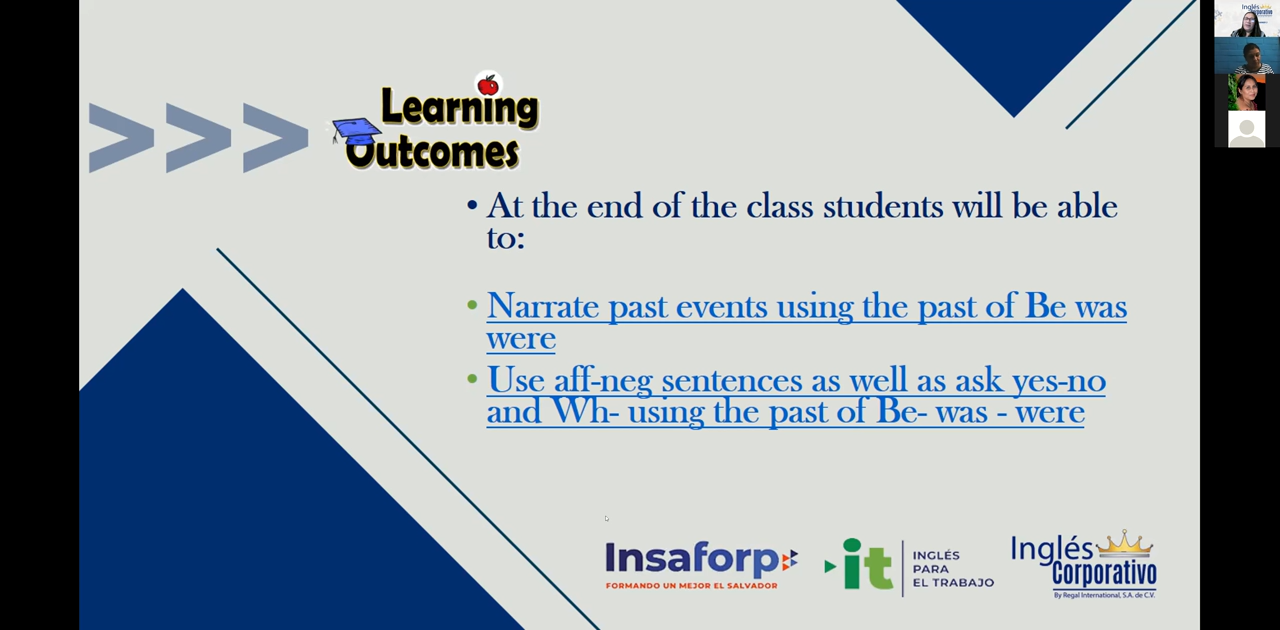 Learning
Outcomes
• At the end of the class students will be able
to:
• Narrate past events using the past of Be was
were
• Use aff-neg sentences as well as ask yes-no
and Wh- using the past of Be- was - were
Insaforp
FORMANDO UN MEJOR EL SALVADOR
it
INGLÉS
PARA
EL TRABAJO
Inglés
Corporativo
By Regal International, S.A. de C.V.
Inglés
Corporativo